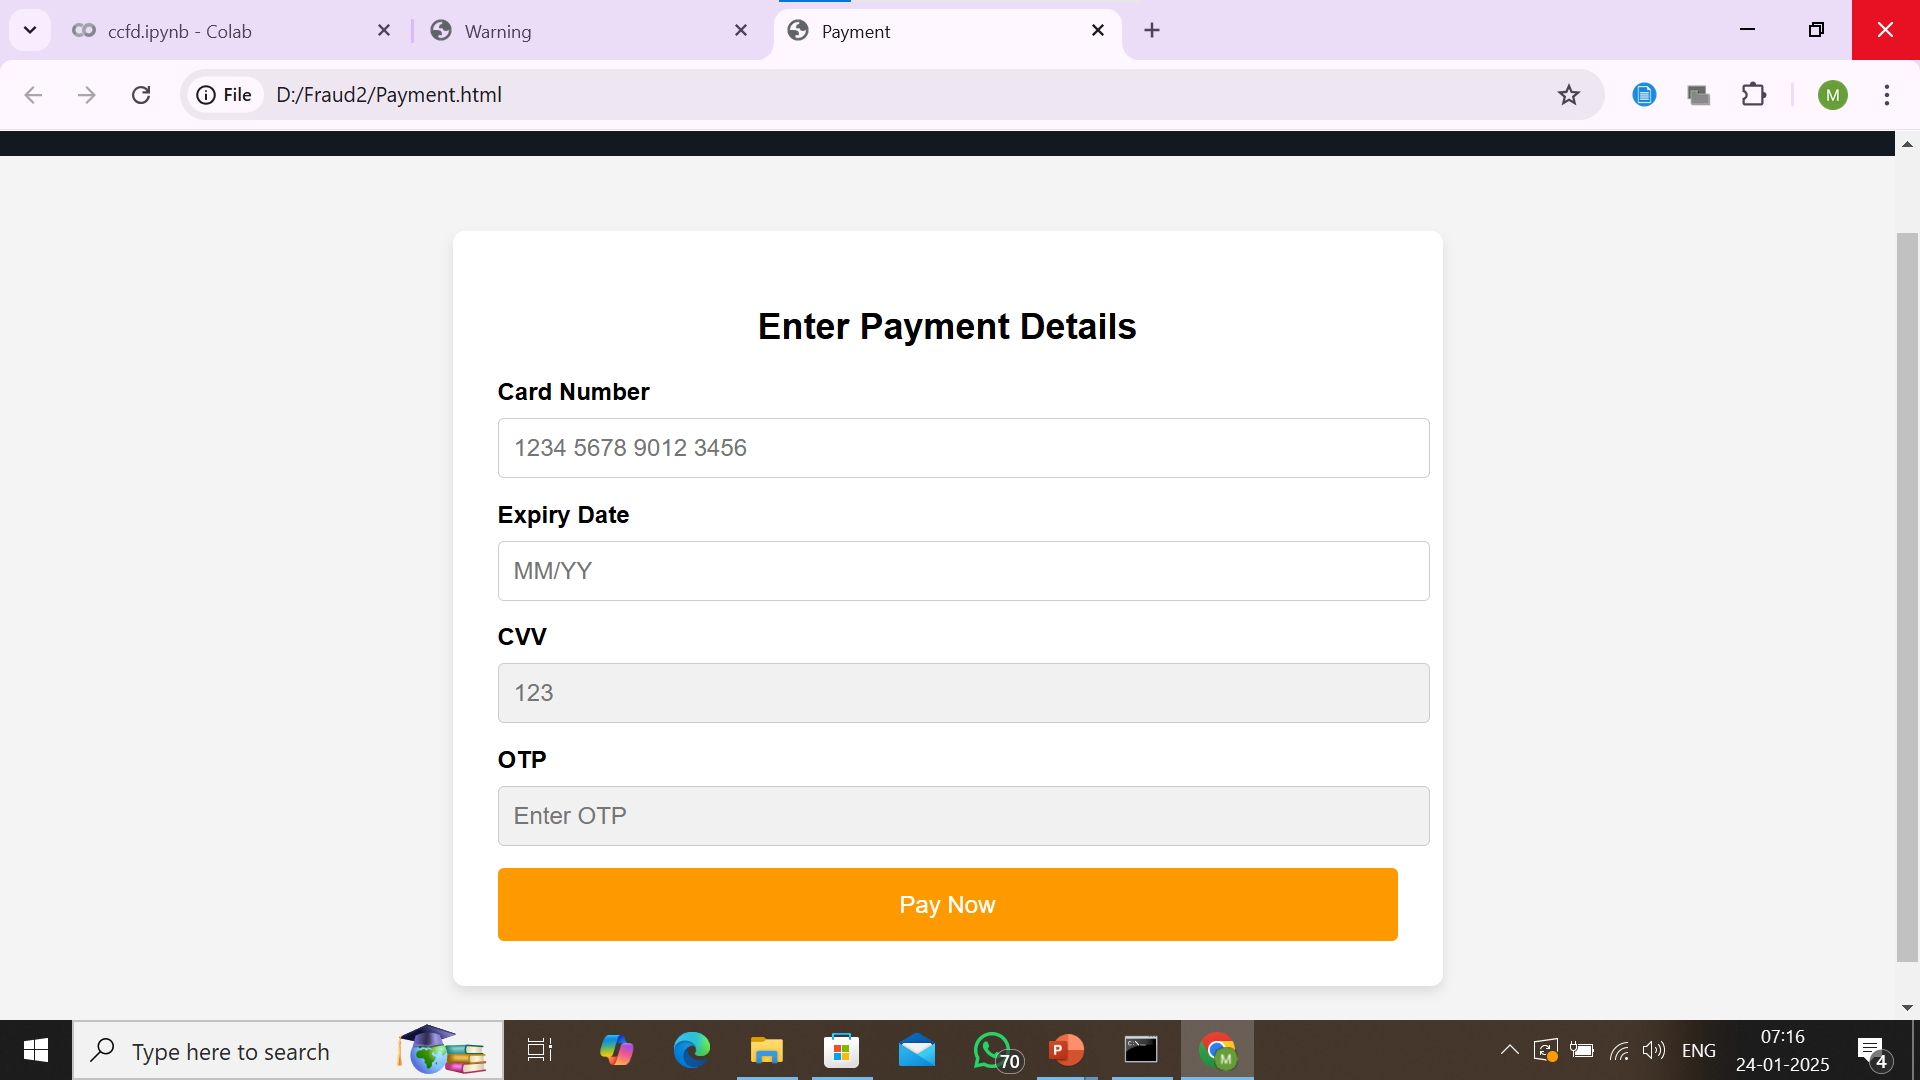 ccfd.ipynb - Colab
Warning
Payment
File
D:/Fraud2/Payment.html
M
Enter Payment Details
Card Number
1234 5678 9012 3456
Expiry Date
MM/YY
CVV
123
OTP
Enter OTP
Pay Now
Type here to search
70
P
M
ENG
07:16
24-01-2025
4